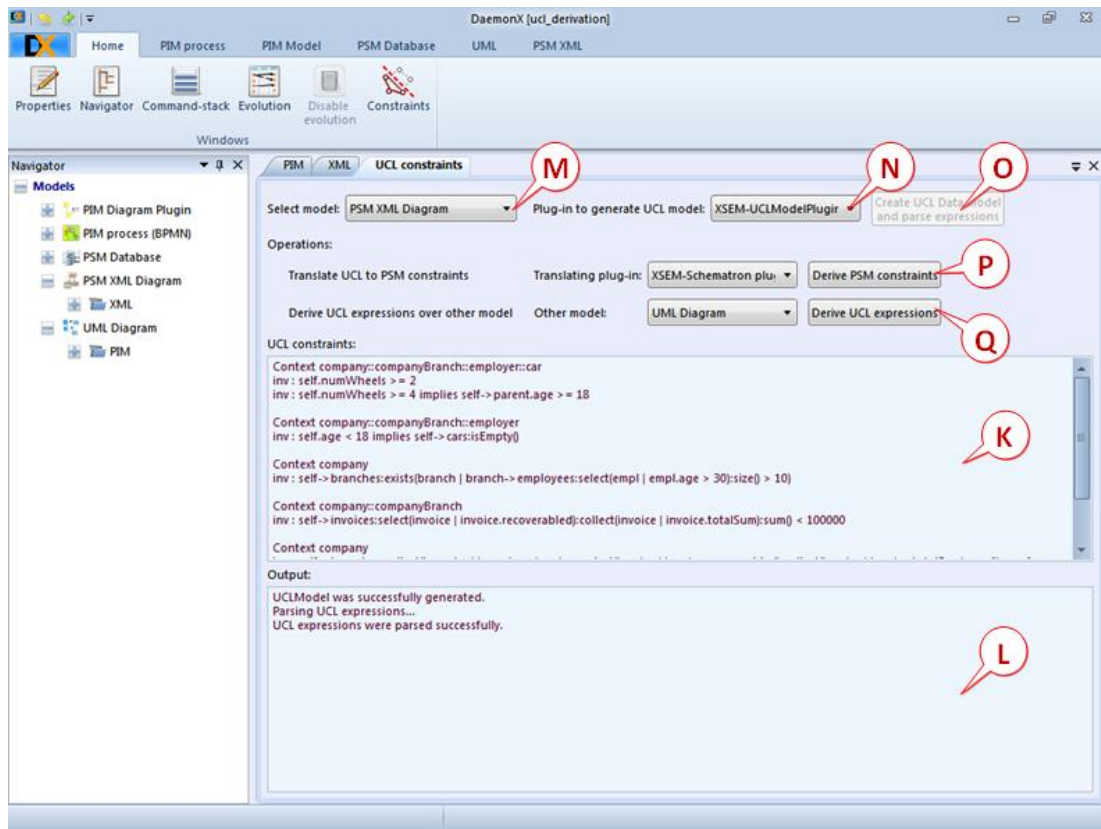 DaemonX [ucl_derivation]
DX Home PIM process PIM Model PSM Database UML PSM XML
Properties Navigator Command-stack Evolution Disable evolution Constraints
Windows
Navigator
Models
PIM Diagram Plugin
PIM process (BPMN)
PSM Database
PSM XML Diagram
XML
UML Diagram
PIM
PIM XML UCL constraints
M
N
O
Select model: PSM XML Diagram Plug-in to generate UCL model: XSEM-UCLModelPlugir Create UCL Data Model
and parse expressions
Operations:
P
Translate UCL to PSM constraints Translating plug-in: XSEM-Schematron plu Derive PSM constraints
Derive UCL expressions over other model Other model: UML Diagram Derive UCL expressions
Q
UCL constraints:
Context company::companyBranch::employer::car
inv : self.numWheels >= 2
inv : self.numWheels >= 4 implies self->parent.age >= 18
Context company::companyBranch::employer
inv : self.age < 18 implies self->cars:isEmpty()
K
Context company
inv : self->branches:exists(branch | branch->employees:select(empl | empl.age > 30):size() > 10)
Context company::companyBranch
inv : self->invoices:select(invoice | invoice.recoverabled):collect(invoice | invoice.totalSum):sum() < 100000
Context company
Output:
UCLModel was successfully generated.
Parsing UCL expressions...
UCL expressions were parsed successfully.
L